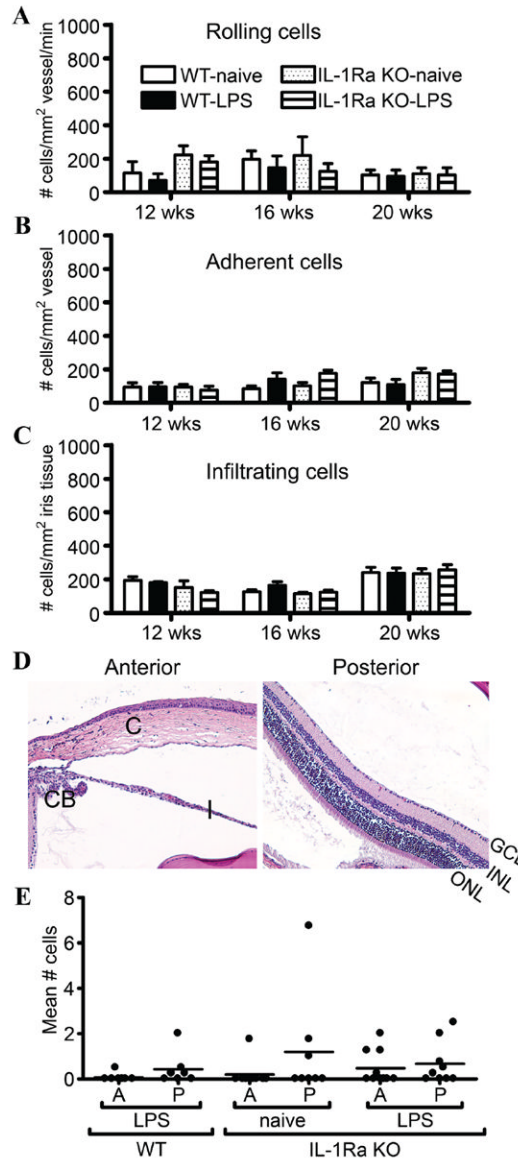 A
Rolling cells
WT-naive IL-1Ra KO-naive
WT-LPS IL-1Ra KO-LPS
# cells/mm² vessel/min
1000
800
600
400
200
0
12 wks 16 wks 20 wks
B
Adherent cells
# cells/mm² vessel
1000
800
600
400
200
0
12 wks 16 wks 20 wks
C
Infiltrating cells
# cells/mm² iris tissue
1000
800
600
400
200
0
12 wks 16 wks 20 wks
D
Anterior Posterior
C
CB
I
GCL
INL
ONL
E
Mean # cells
8
6
4
2
0
A P A P A P
LPS naive LPS
WT IL-1Ra KO